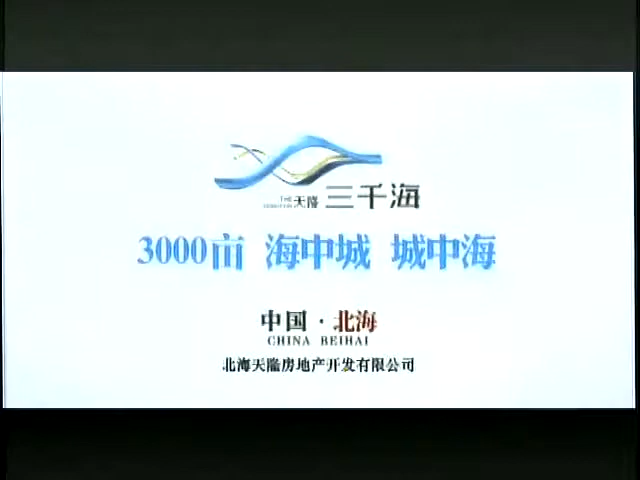 天隆 三千海
3000亩 海中城 城中海
中国·北海
CHINA BEIHAI
北海天隆房地产开发有限公司